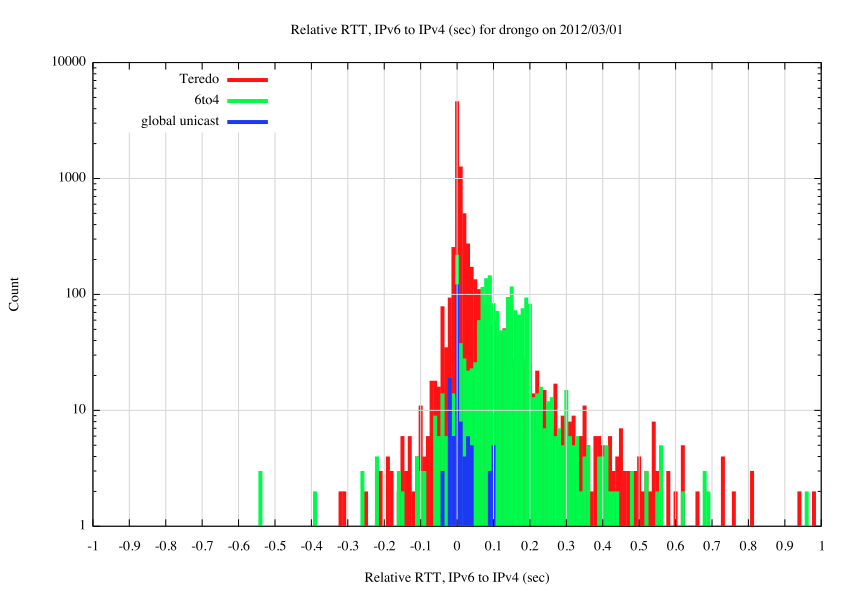 Relative RTT, IPv6 to IPv4 (sec) for drongo on 2012/03/01
10000
Teredo
6to4
global unicast
1000
Count
100
10
1
-1 -0.9 -0.8 -0.7 -0.6 -0.5 -0.4 -0.3 -0.2 -0.1 0 0.1 0.2 0.3 0.4 0.5 0.6 0.7 0.8 0.9 1
Relative RTT, IPv6 to IPv4 (sec)